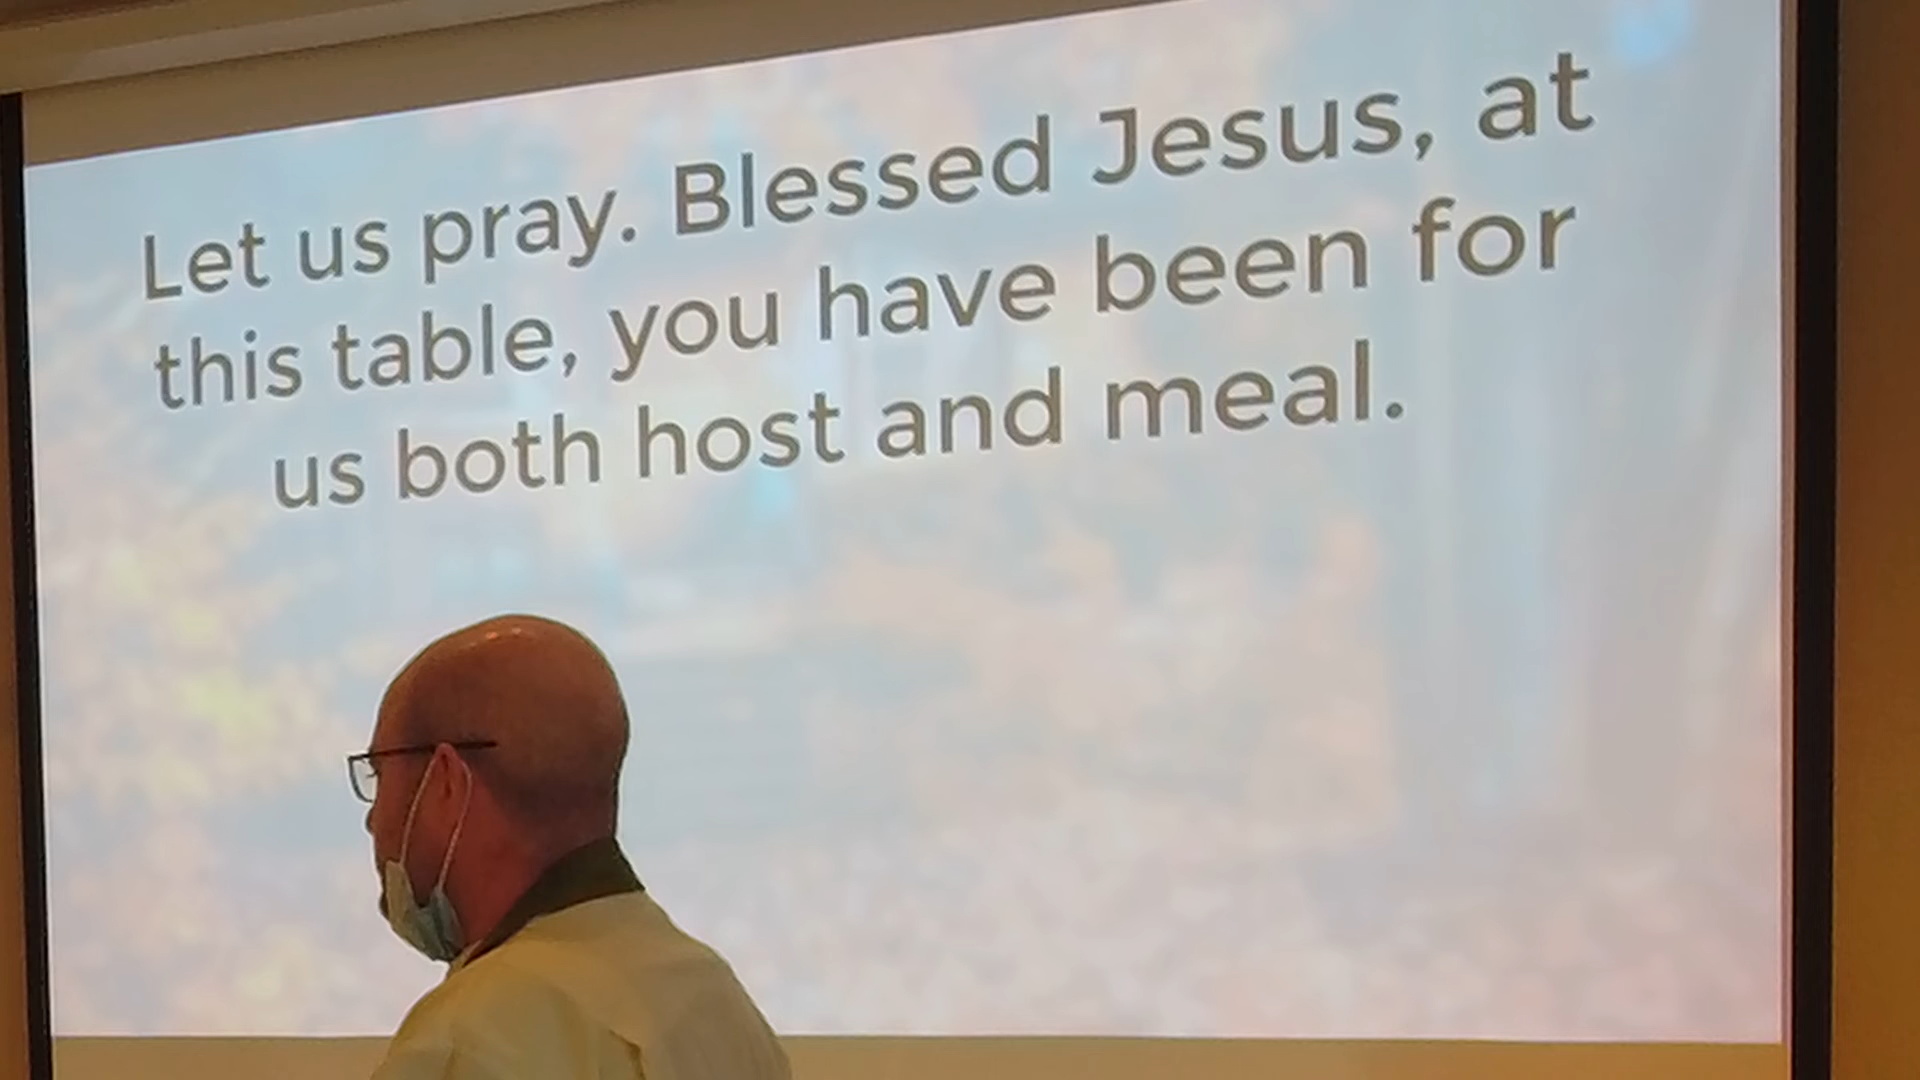 Let us pray. Blessed Jesus, at
this table, you have been for
us both host and meal.